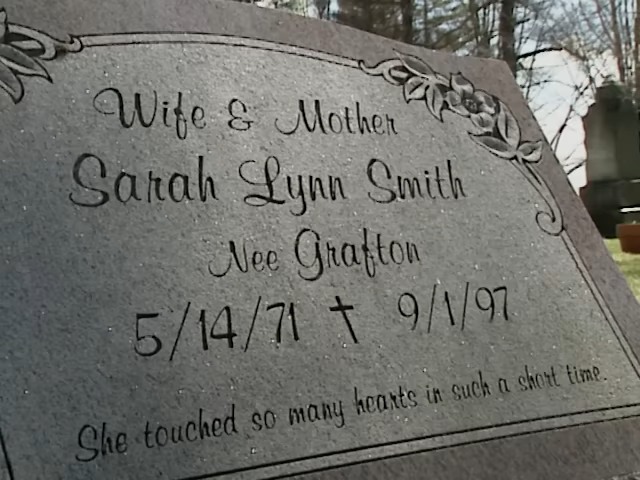 Wife & Mother
Sarah Lynn Smith
Nee Grafton
5/14/71 † 9/1/97
She touched so many hearts in such a short time.